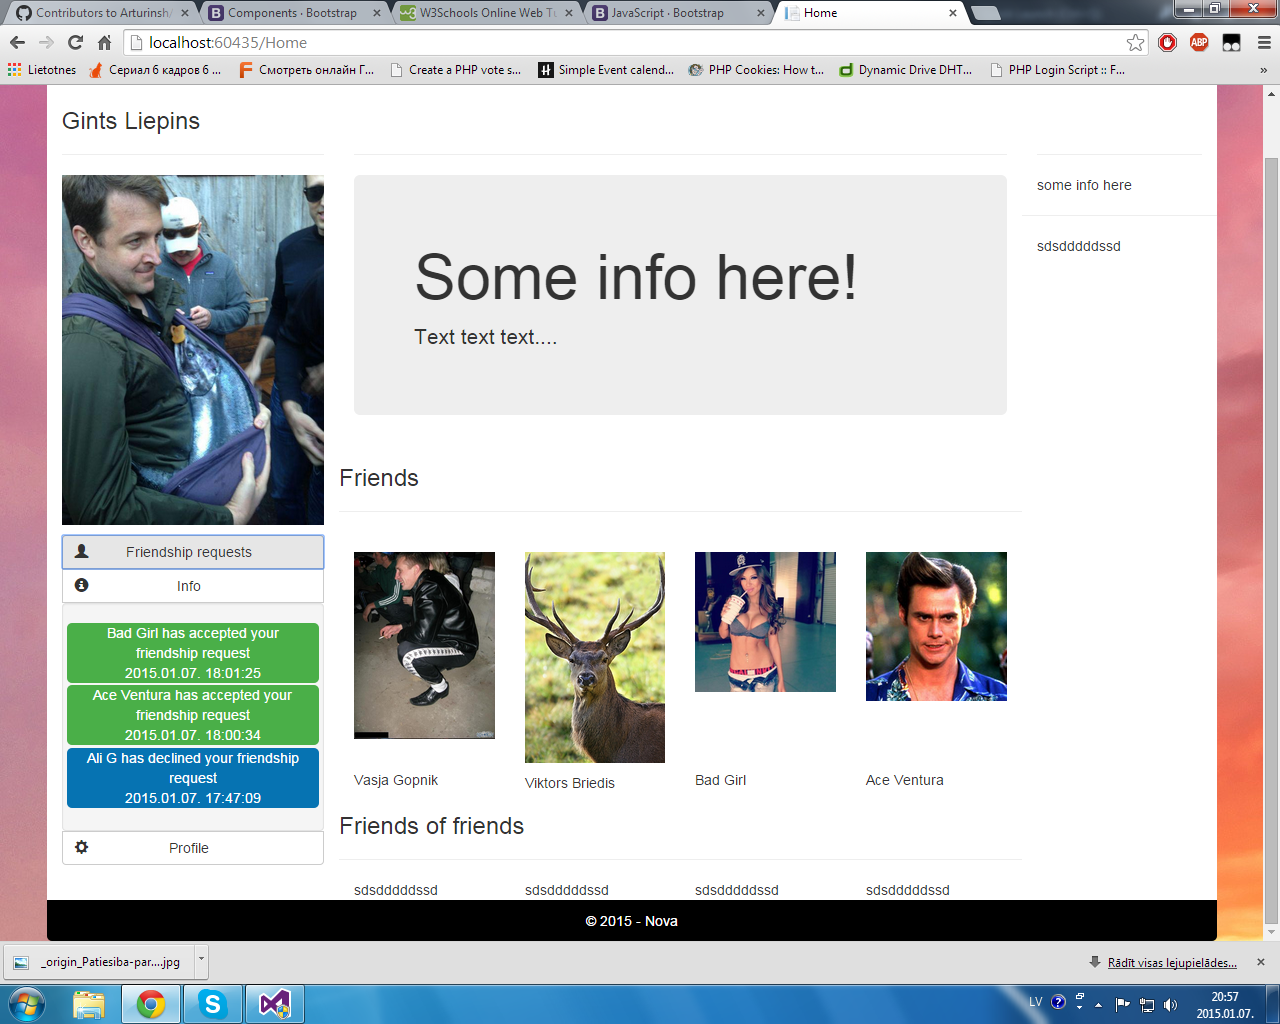 Contributors to Arturinsh/
Components · Bootstrap
W3Schools Online Web Tu
JavaScript · Bootstrap
Home
localhost:60435/Home
Lietotnes
Сериал 6 кадров 6 ...
Смотреть онлайн Г...
Create a PHP vote s...
Simple Event calend...
PHP Cookies: How t...
Dynamic Drive DHT...
PHP Login Script :: F...
»
Gints Liepins
some info here
sdsdddddssd
Some info here!
Text text text....
Friends
Friendship requests
Info
Bad Girl has accepted your
friendship request
2015.01.07. 18:01:25
Ace Ventura has accepted your
friendship request
2015.01.07. 18:00:34
Ali G has declined your friendship
request
2015.01.07. 17:47:09
Profile
Vasja Gopnik
Viktors Briedis
Bad Girl
Ace Ventura
Friends of friends
sdsdddddssd
sdsdddddssd
sdsdddddssd
sdsdddddssd
© 2015 - Nova
_origin_Patiesiba-par....jpg
Rādīt visas lejupielādes...
LV
20:57
2015.01.07.